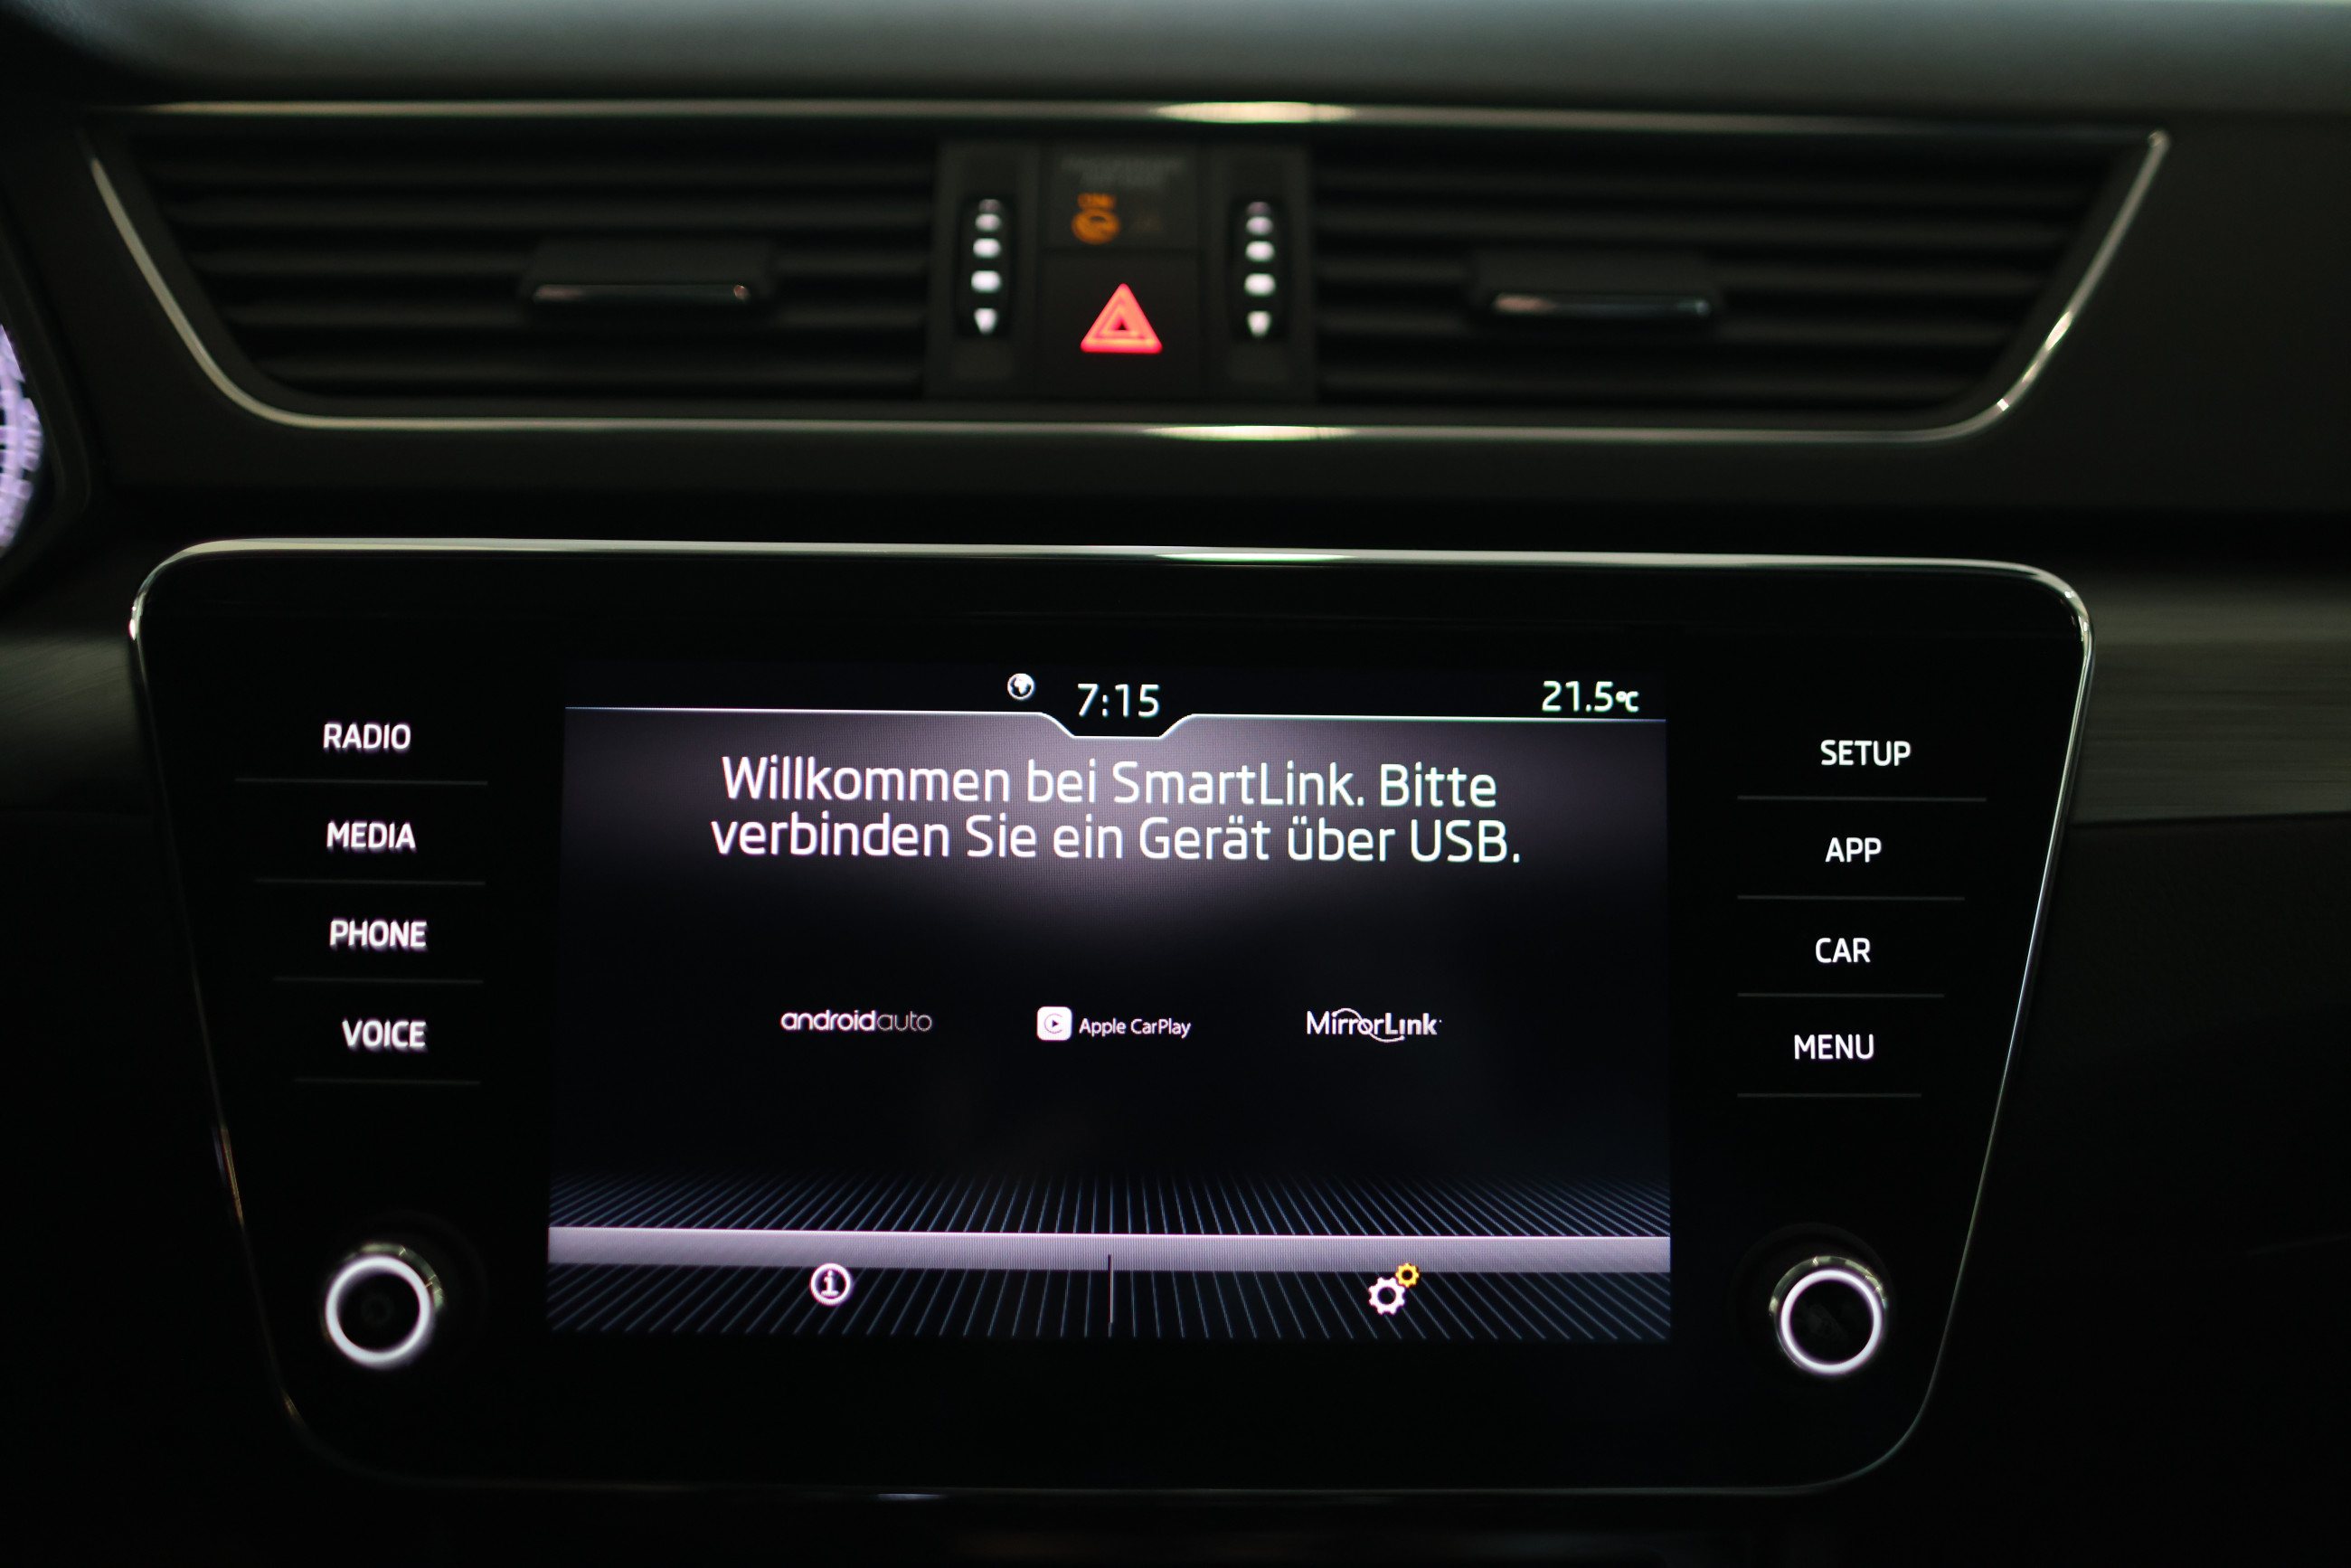 7:15
21.5°C
Willkommen bei SmartLink. Bitte
verbinden Sie ein Gerät über USB.
androidauto
Apple CarPlay
MirrorLink
RADIO
MEDIA
PHONE
VOICE
SETUP
APP
CAR
MENU